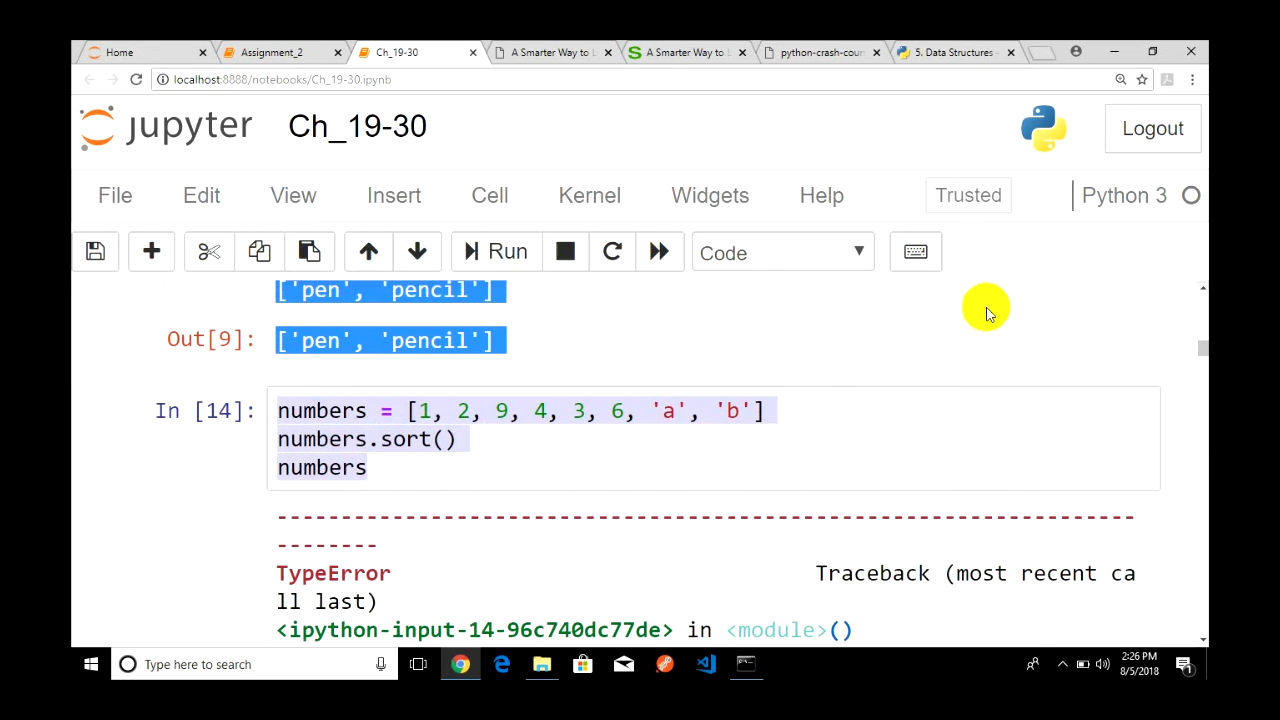 Home
Assignment_2
Ch_19-30
A Smarter Way to L
A Smarter Way to L
python-crash-cour
5. Data Structures
localhost:8888/notebooks/Ch_19-30.ipynb
jupyter Ch_19-30
Logout
File Edit View Insert Cell Kernel Widgets Help Trusted Python 3
Run Code
['pen', 'pencil']
Out[9]: ['pen', 'pencil']
In [14]: numbers = [1, 2, 9, 4, 3, 6, 'a', 'b']
numbers.sort()
numbers
---------------------------------------------------------------------------
TypeError Traceback (most recent ca
ll last)
<ipython-input-14-96c740dc77de> in <module>()
Type here to search
2:26 PM
8/5/2018
1